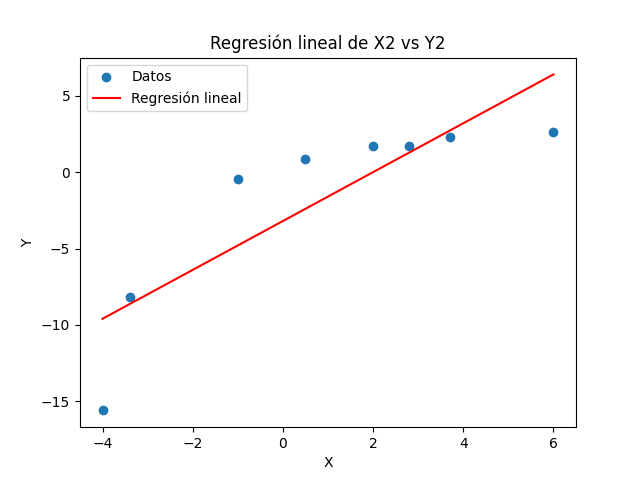 Regresión lineal de X2 vs Y2
Datos
Regresión lineal
5
0
−5
−10
−15
Y
−4
−2
0
2
4
6
X